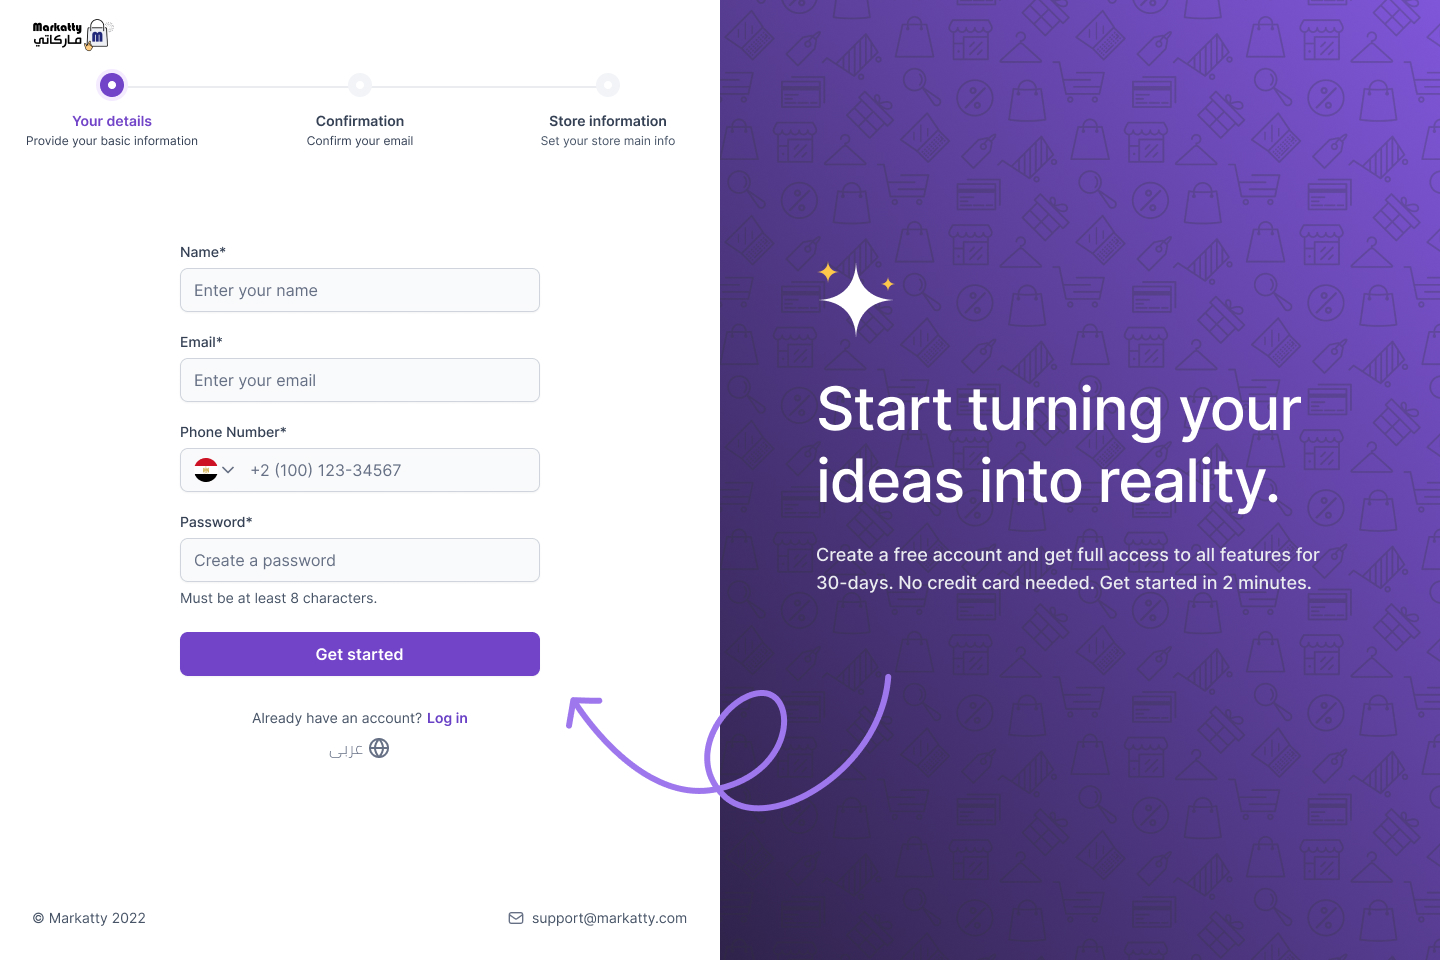 Markatty
ماركاتي
M
Your details
Provide your basic information
Confirmation
Confirm your email
Store information
Set your store main info
Name*
Enter your name
Email*
Enter your email
Phone Number*
+2 (100) 123-34567
Password*
Create a password
Must be at least 8 characters.
Get started
Already have an account? Log in
عربى
© Markatty 2022
support@markatty.com
Start turning your
ideas into reality.
Create a free account and get full access to all features for
30-days. No credit card needed. Get started in 2 minutes.